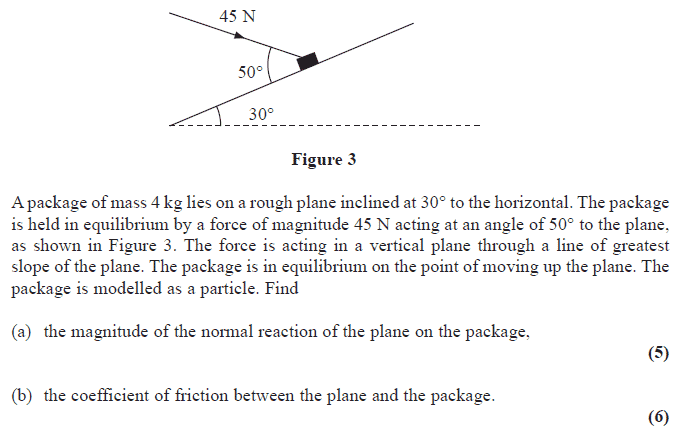 45 N
50°
30°
Figure 3
A package of mass 4 kg lies on a rough plane inclined at 30° to the horizontal. The package
is held in equilibrium by a force of magnitude 45 N acting at an angle of 50° to the plane,
as shown in Figure 3. The force is acting in a vertical plane through a line of greatest
slope of the plane. The package is in equilibrium on the point of moving up the plane. The
package is modelled as a particle. Find
(a) the magnitude of the normal reaction of the plane on the package,
(5)
(b) the coefficient of friction between the plane and the package.
(6)